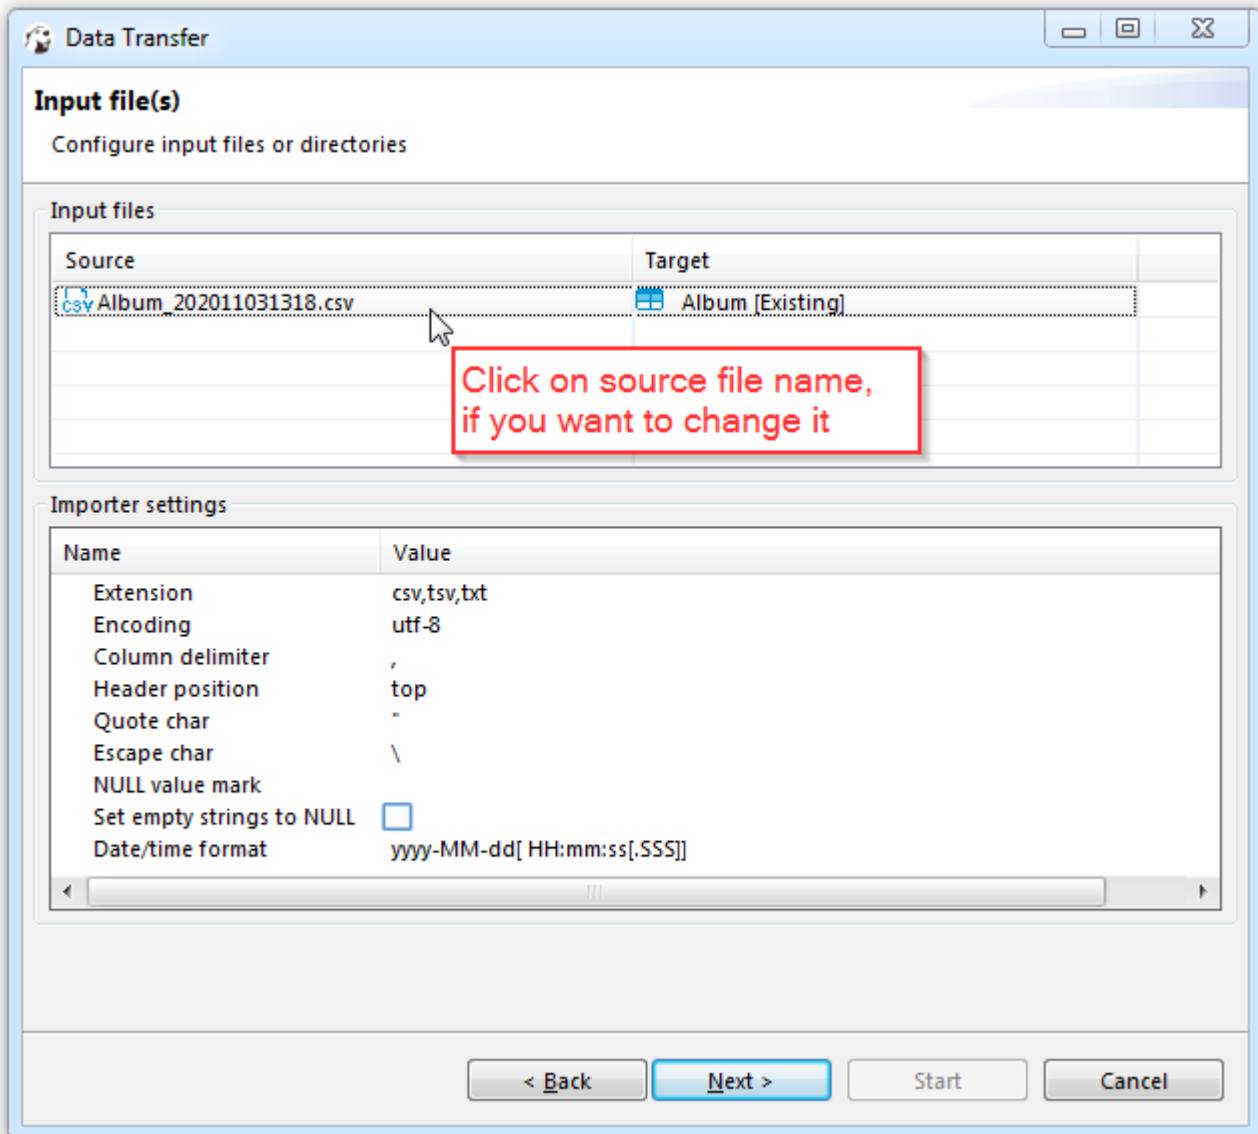 Data Transfer
Input file(s)
Configure input files or directories
Input files
Source Target
csv Album_202011031318.csv Album [Existing]
Click on source file name,
if you want to change it
Importer settings
Name Value
Extension csv,tsv,txt
Encoding utf-8
Column delimiter ,
Header position top
Quote char "
Escape char \
NULL value mark
Set empty strings to NULL
Date/time format yyyy-MM-dd[ HH:mm:ss[.SSS]]
< Back Next > Start Cancel